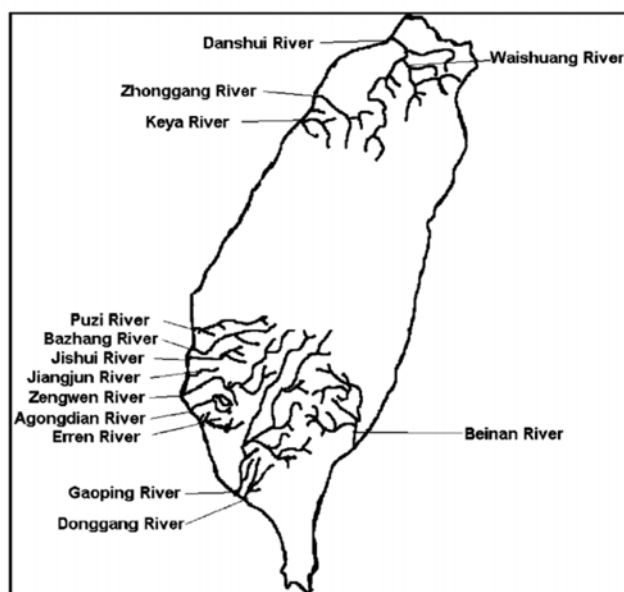 Danshui River
Waishuang River
Zhonggang River
Keya River
Puzi River
Bazhang River
Jishui River
Jiangjun River
Zengwen River
Agongdian River
Erren River
Beinan River
Gaoping River
Donggang River